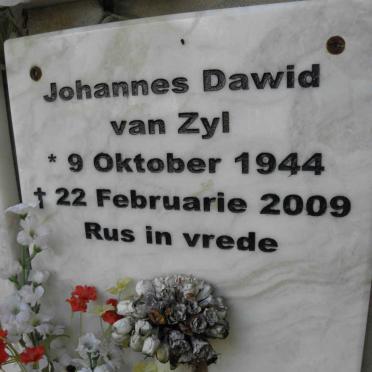 Johannes Dawid
van Zyl
* 9 Oktober 1944
† 22 Februarie 2009
Rus in vrede